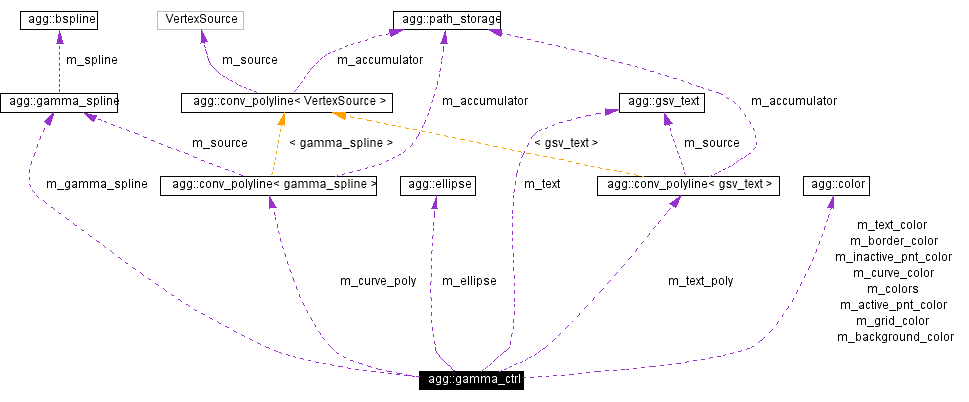 agg::bspline
VertexSource
agg::path_storage
m_spline
m_source
m_accumulator
agg::gamma_spline
agg::conv_polyline< VertexSource >
m_accumulator
agg::gsv_text
m_accumulator
m_source
< gamma_spline >
< gsv_text >
m_source
m_gamma_spline
agg::conv_polyline< gamma_spline >
agg::ellipse
m_text
agg::conv_polyline< gsv_text >
agg::color
m_text_color
m_border_color
m_inactive_pnt_color
m_curve_color
m_colors
m_active_pnt_color
m_grid_color
m_background_color
m_curve_poly
m_ellipse
m_text_poly
agg::gamma_ctrl